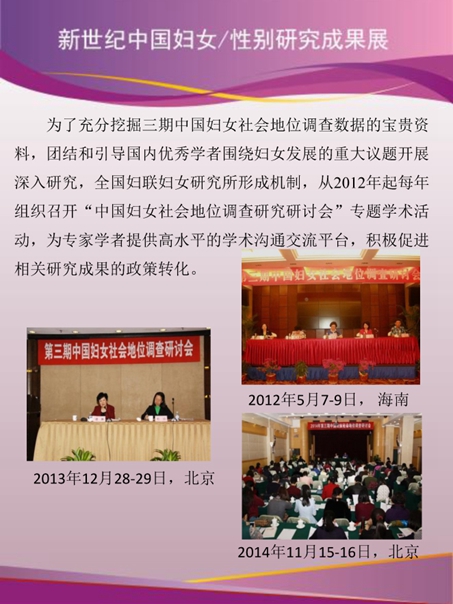 新世纪中国妇女/性别研究成果展
为了充分挖掘三期中国妇女社会地位调查数据的宝贵资
料，团结和引导国内优秀学者围绕妇女发展的重大议题开展
深入研究，全国妇联妇女研究所形成机制，从2012年起每年
组织召开“中国妇女社会地位调查研究研讨会”专题学术活
动，为专家学者提供高水平的学术沟通交流平台，积极促进
相关研究成果的政策转化。
第三期中国妇女社会地位调查研讨会
2012年5月7-9日， 海南
第三期中国妇女社会地位调查研讨会
2013年12月28-29日，北京
2014年11月15-16日，北京